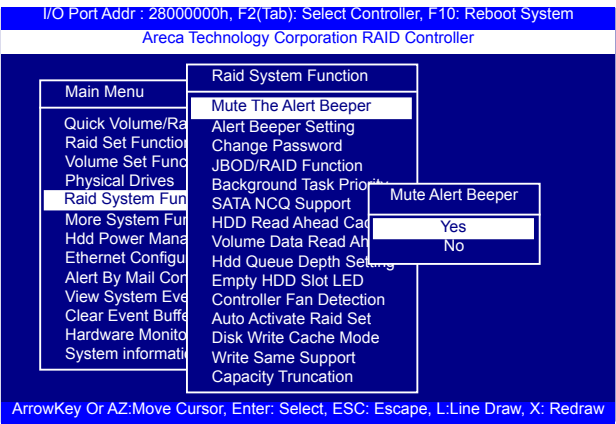 I/O Port Addr : 28000000h, F2(Tab): Select Controller, F10: Reboot System
Areca Technology Corporation RAID Controller
Main Menu
Quick Volume/Ra
Raid Set Function
Volume Set Func
Physical Drives
Raid System Fun
More System Fun
Hdd Power Mana
Ethernet Configu
Alert By Mail Con
View System Eve
Clear Event Buffe
Hardware Monito
System informatio
Raid System Function
Mute The Alert Beeper
Alert Beeper Setting
Change Password
JBOD/RAID Function
Background Task Priority
SATA NCQ Support
HDD Read Ahead Cac
Volume Data Read Ah
Hdd Queue Depth Setting
Empty HDD Slot LED
Controller Fan Detection
Auto Activate Raid Set
Disk Write Cache Mode
Write Same Support
Capacity Truncation
Mute Alert Beeper
Yes
No
ArrowKey Or AZ:Move Cursor, Enter: Select, ESC: Escape, L:Line Draw, X: Redraw